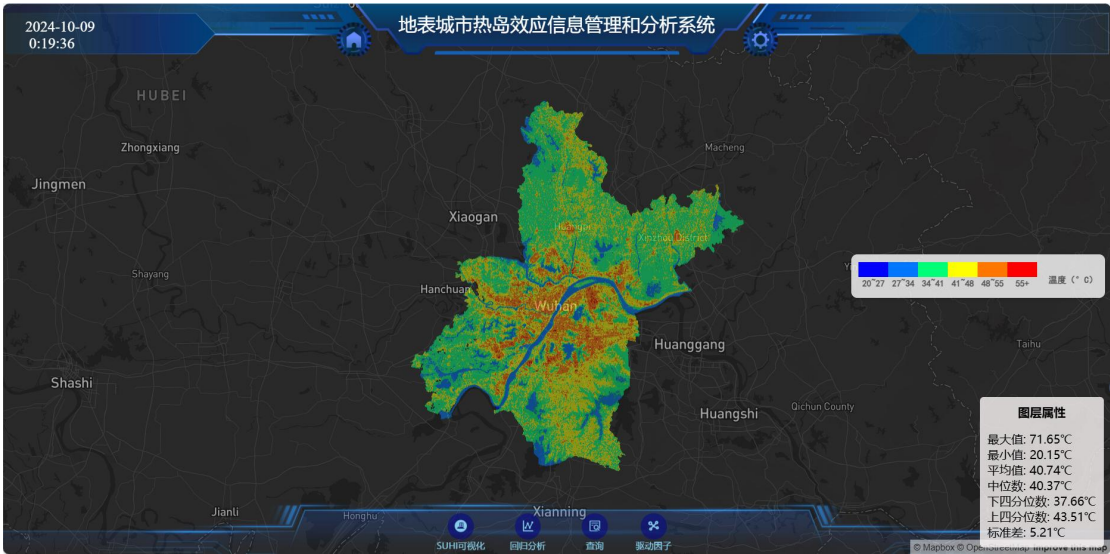 2024-10-09
0:19:36
地表城市热岛效应信息管理和分析系统
HUBEI
Zhongxiang
Macheng
Jingmen
Xiaogan
Huangpi
Xinzhou District
Shayang
Hanchuan
Wuhan
20~27 27~34 34~41 41~48 48~55 55+ 温度（°C）
Huanggang
Taihu
Shashi
Huangshi
Qichun County
图层属性
最大值: 71.65℃
最小值: 20.15℃
平均值: 40.74℃
中位数: 40.37℃
下四分位数: 37.66℃
上四分位数: 43.51℃
标准差: 5.21℃
Jianli
Honghu
Xianning
SUHI可视化 回归分析 查询 驱动因子
© Mapbox © OpenStreetMap Improve this map